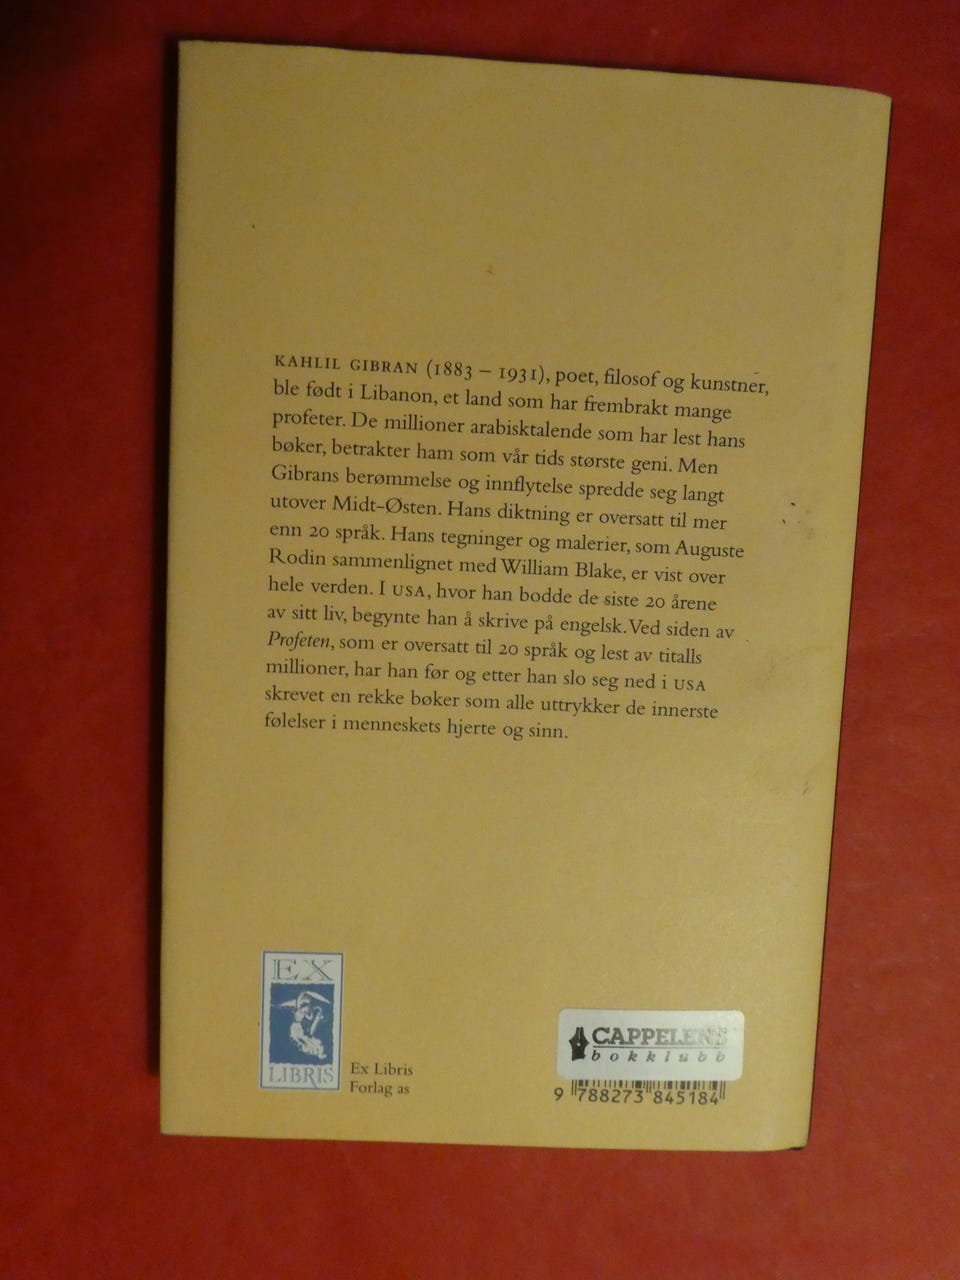 KAHLIL GIBRAN (1883 – 1931), poet, filosof og kunstner,
ble født i Libanon, et land som har frembrakt mange
profeter. De millioner arabisktalende som har lest hans
bøker, betrakter ham som vår tids største geni. Men
Gibrans berømmelse og innflytelse spredde seg langt
utover Midt-Østen. Hans diktning er oversatt til mer
enn 20 språk. Hans tegninger og malerier, som Auguste
Rodin sammenlignet med William Blake, er vist over
hele verden. I USA, hvor han bodde de siste 20 årene
av sitt liv, begynte han å skrive på engelsk. Ved siden av
Profeten, som er oversatt til 20 språk og lest av titalls
millioner, har han før og etter han slo seg ned i USA
skrevet en rekke bøker som alle uttrykker de innerste
følelser i menneskets hjerte og sinn.
EX
LIBRIS
Ex Libris
Forlag as
CAPPELENS
bokklubb
9 788273 845184